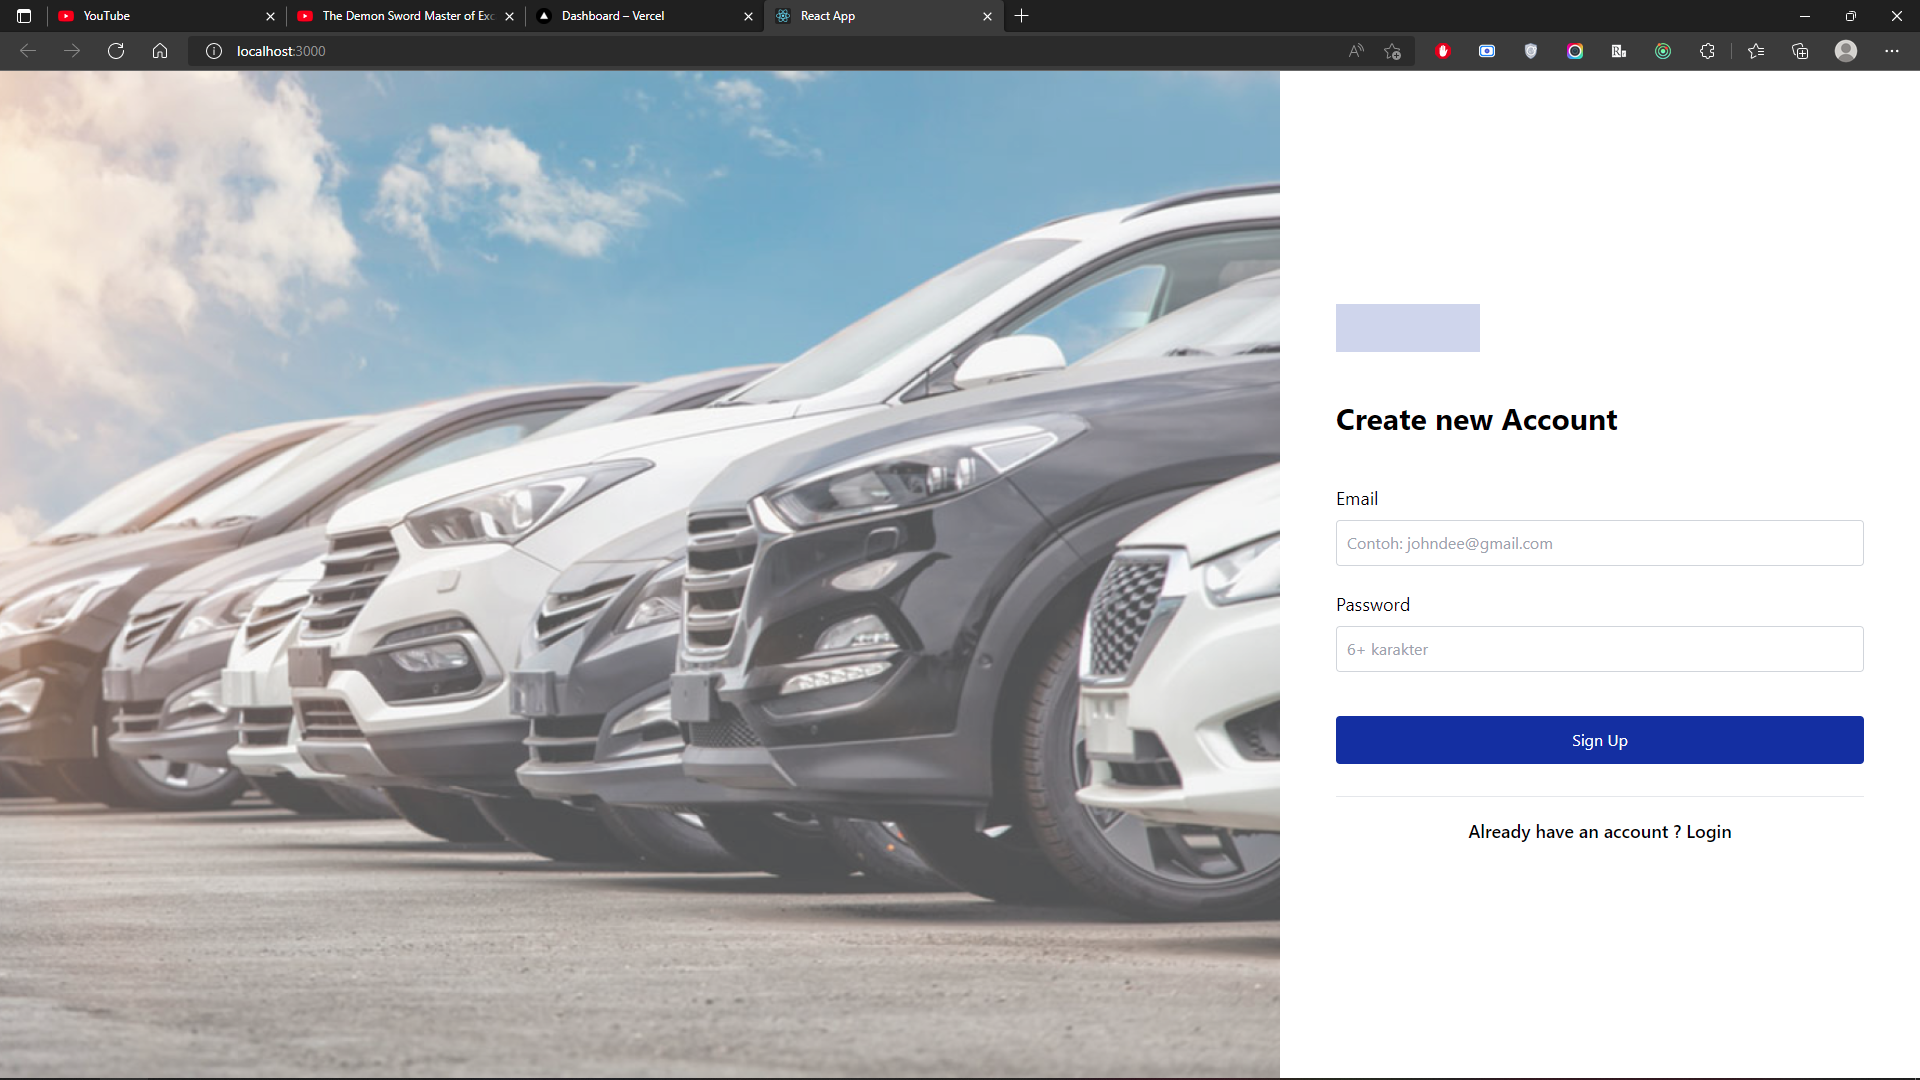 YouTube
The Demon Sword Master of Exc
Dashboard – Vercel
React App
localhost:3000
Create new Account
Email
Contoh: johndee@gmail.com
Password
6+ karakter
Sign Up
Already have an account ? Login